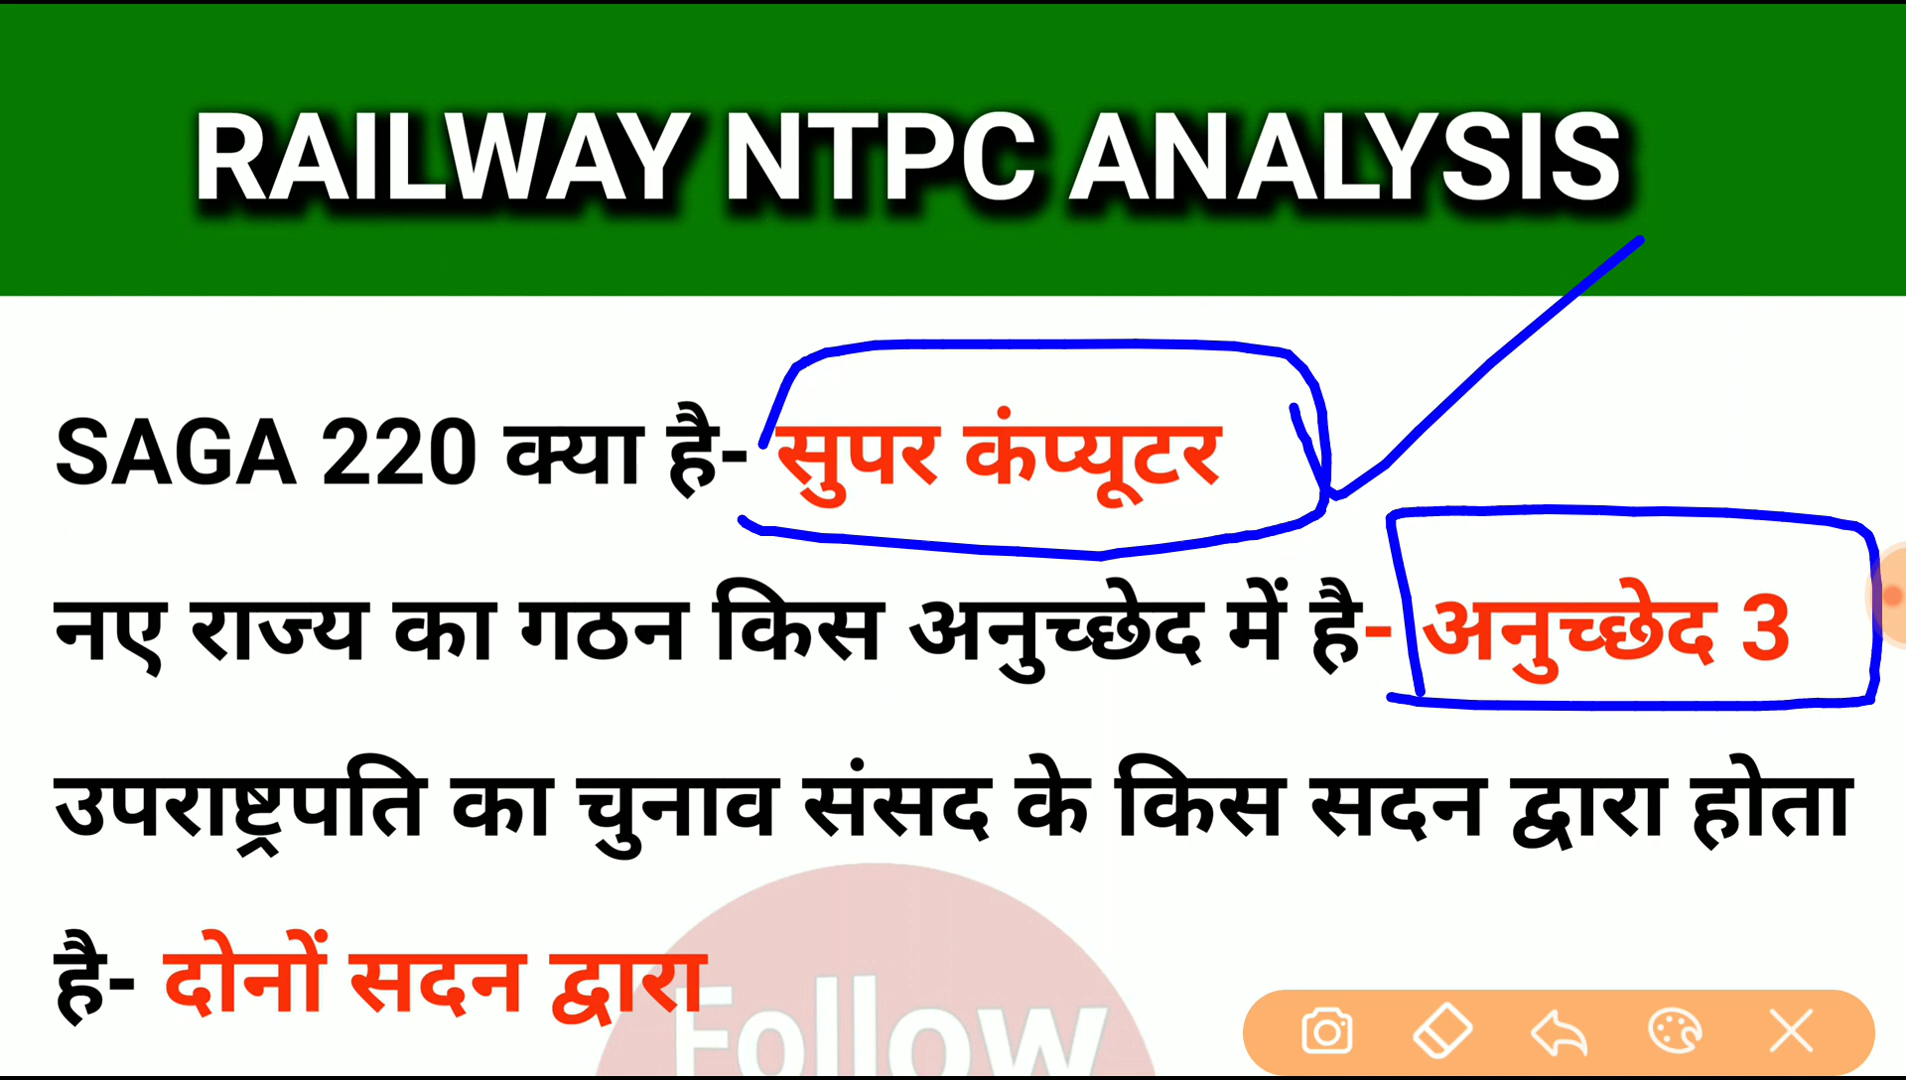 RAILWAY NTPC ANALYSIS
SAGA 220 क्या है- सुपर कंप्यूटर
नए राज्य का गठन किस अनुच्छेद में है- अनुच्छेद 3
उपराष्ट्रपति का चुनाव संसद के किस सदन द्वारा होता
है- दोनों सदन द्वारा
Follow